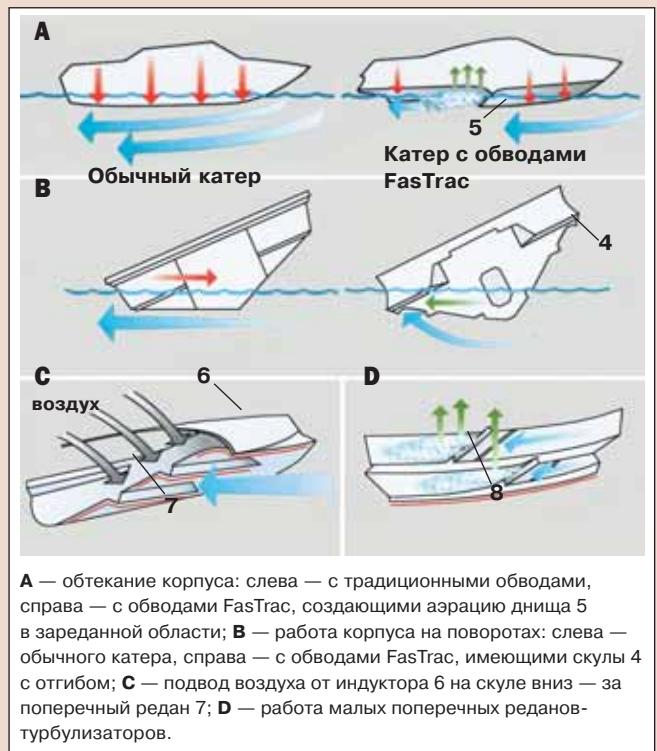 A
5
Обычный катер
Катер с обводами
FasTrac
B
4
C
6
воздух
7
D
8
A — обтекание корпуса: слева — с традиционными обводами,
справа — с обводами FasTrac, создающими аэрацию днища 5
в зареданной области; B — работа корпуса на поворотах: слева —
обычного катера, справа — с обводами FasTrac, имеющими скулы 4
с отгибом; C — подвод воздуха от индуктора 6 на скуле вниз — за
поперечный редан 7; D — работа малых поперечных реданов-
турбулизаторов.